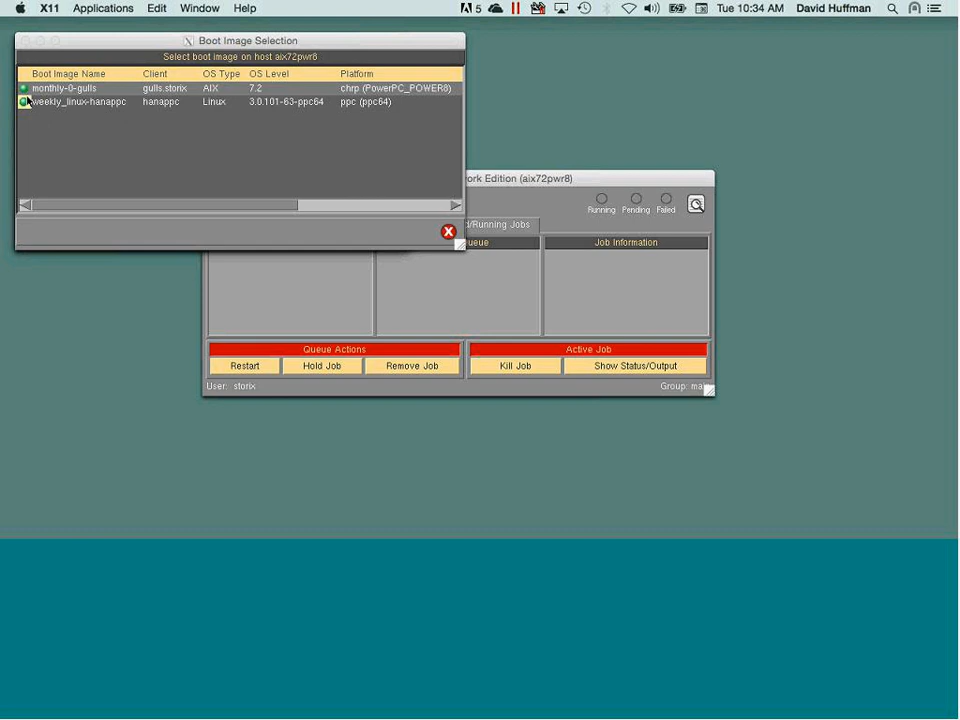 X11 Applications Edit Window Help 5 Tue 10:34 AM David Huffman
Boot Image Selection
Select boot image on host aix72pwr8
Boot Image Name Client OS Type OS Level Platform
monthly-0-gulls gulls.storix AIX 7.2 chrp (PowerPC_POWER8)
weekly_linux-hanappc hanappc Linux 3.0.101-63-ppc64 ppc (ppc64)
ork Edition (aix72pwr8)
Running Pending Failed
d/Running Jobs
ueue Job Information
Queue Actions Active Job
Restart Hold Job Remove Job Kill Job Show Status/Output
User: storix Group: